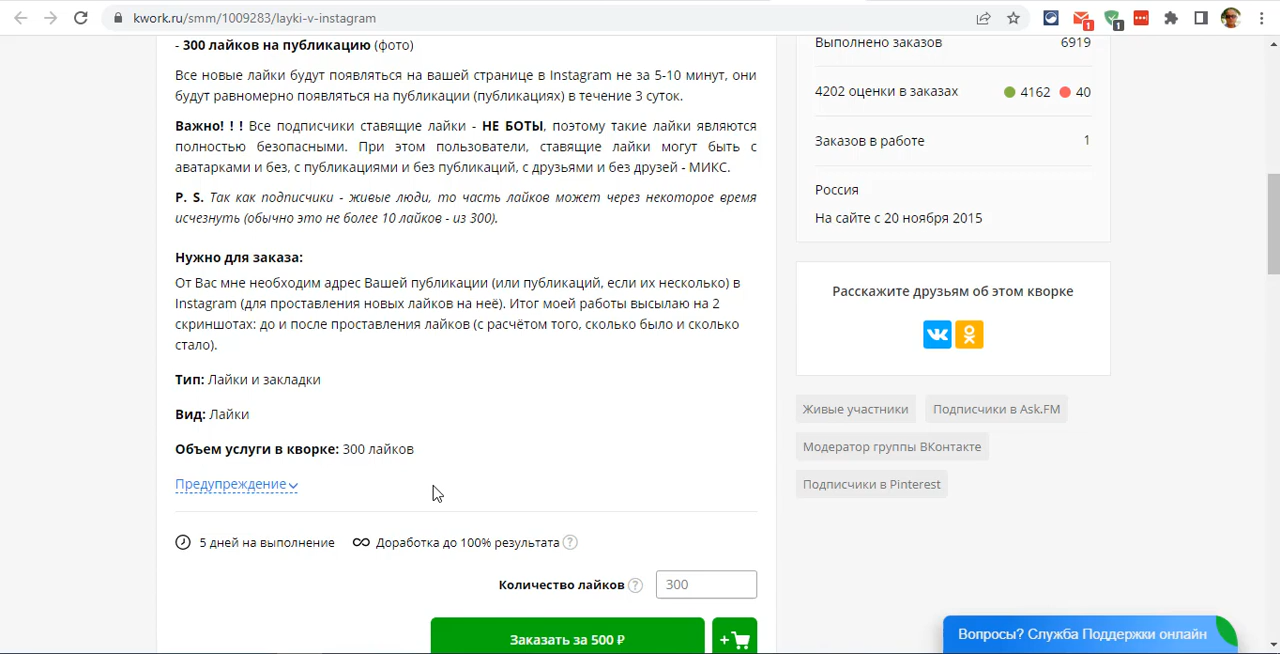 kwork.ru/smm/1009283/layki-v-instagram
1
1
- 300 лайков на публикацию (фото)
Все новые лайки будут появляться на вашей странице в Instagram не за 5-10 минут, они
будут равномерно появляться на публикации (публикациях) в течение 3 суток.
Важно! ! ! Все подписчики ставящие лайки - НЕ БОТЫ, поэтому такие лайки являются
полностью безопасными. При этом пользователи, ставящие лайки могут быть с
аватарками и без, с публикациями и без публикаций, с друзьями и без друзей - МИКС.
P. S. Так как подписчики - живые люди, то часть лайков может через некоторое время
исчезнуть (обычно это не более 10 лайков - из 300).
Нужно для заказа:
От Вас мне необходим адрес Вашей публикации (или публикаций, если их несколько) в
Instagram (для проставления новых лайков на неё). Итог моей работы высылаю на 2
скриншотах: до и после проставления лайков (с расчётом того, сколько было и сколько
стало).
Тип: Лайки и закладки
Вид: Лайки
Объем услуги в кворке: 300 лайков
Предупреждение
5 дней на выполнение
Доработка до 100% результата ?
Количество лайков ? 300
Заказать за 500 ₽
+
Выполнено заказов 6919
4202 оценки в заказах 4162 40
Заказов в работе 1
Россия
На сайте с 20 ноября 2015
Расскажите друзьям об этом кворке
Живые участники
Подписчики в Ask.FM
Модератор группы ВКонтакте
Подписчики в Pinterest
Вопросы? Служба Поддержки онлайн